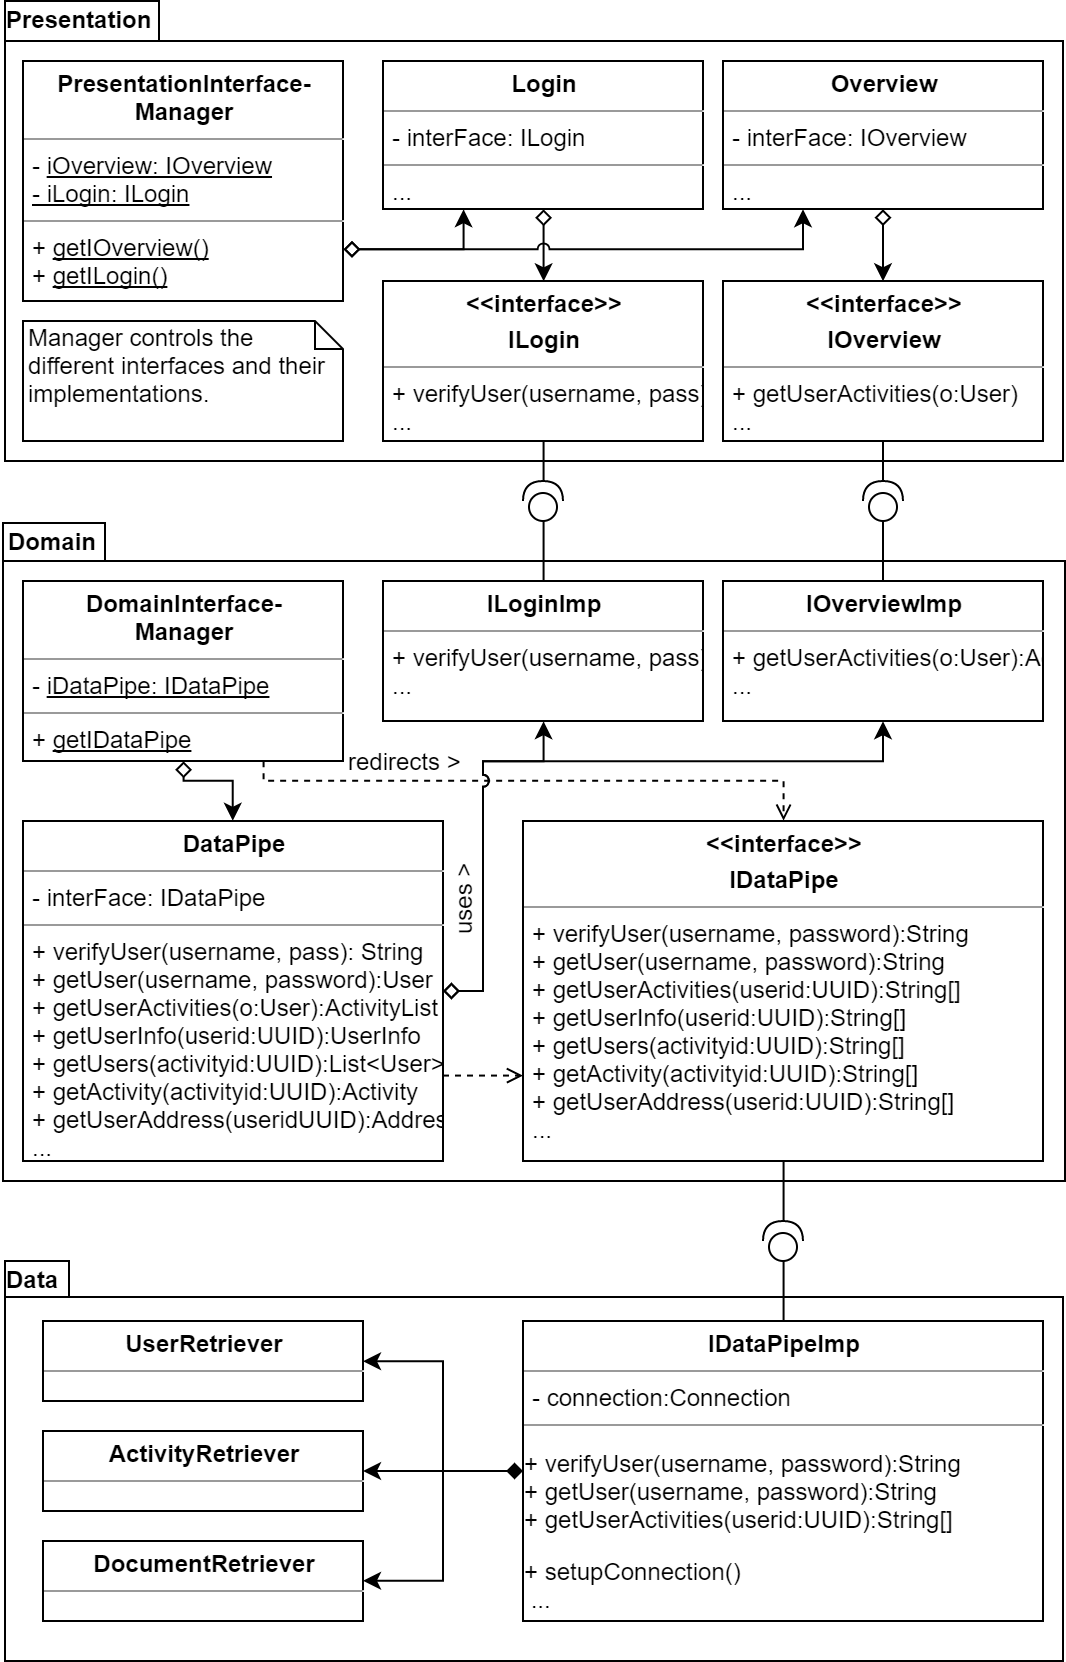 Presentation
PresentationInterface-
Manager
- iOverview: IOverview
- iLogin: ILogin
+ getIOverview()
+ getILogin()
Manager controls the
different interfaces and their
implementations.
Login
- interFace: ILogin
...
Overview
- interFace: IOverview
...
<<interface>>
ILogin
+ verifyUser(username, pass)
...
<<interface>>
IOverview
+ getUserActivities(o:User)
...
Domain
DomainInterface-
Manager
- iDataPipe: IDataPipe
+ getIDataPipe
ILoginImp
+ verifyUser(username, pass)
...
IOverviewImp
+ getUserActivities(o:User):A
...
redirects >
uses >
DataPipe
- interFace: IDataPipe
+ verifyUser(username, pass): String
+ getUser(username, password):User
+ getUserActivities(o:User):ActivityList
+ getUserInfo(userid:UUID):UserInfo
+ getUsers(activityid:UUID):List<User>
+ getActivity(activityid:UUID):Activity
+ getUserAddress(useridUUID):Addres
...
<<interface>>
IDataPipe
+ verifyUser(username, password):String
+ getUser(username, password):String
+ getUserActivities(userid:UUID):String[]
+ getUserInfo(userid:UUID):String[]
+ getUsers(activityid:UUID):String[]
+ getActivity(activityid:UUID):String[]
+ getUserAddress(userid:UUID):String[]
...
Data
UserRetriever
ActivityRetriever
DocumentRetriever
IDataPipeImp
- connection:Connection
+ verifyUser(username, password):String
+ getUser(username, password):String
+ getUserActivities(userid:UUID):String[]
+ setupConnection()
...